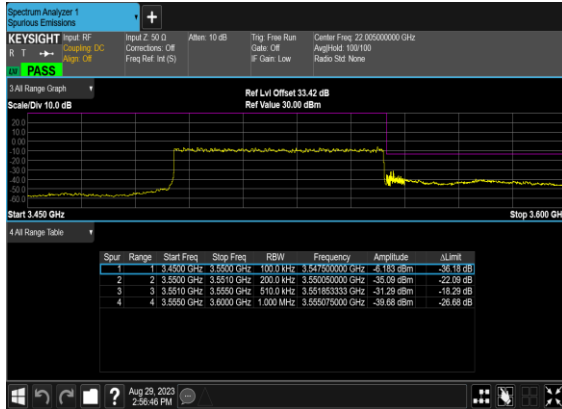 Spectrum Analyzer 1
Spurious Emissions
KEYSIGHT Input: RF Input Z: 50 Ω Atten: 10 dB Trig: Free Run Center Freq: 22.005000000 GHz
R T Coupling: DC Corrections: Off Gate: Off Avg|Hold: 100/100
Align: Off Freq Ref: Int (S) IF Gain: Low Radio Std: None
PASS
3 All Range Graph
Ref Lvl Offset 33.42 dB
Scale/Div 10.0 dB Ref Value 30.00 dBm
20.0
10.0
0.00
-10.0
-20.0
-30.0
-40.0
-50.0
-60.0
Start 3.450 GHz Stop 3.600 GH
4 All Range Table
Spur Range Start Freq Stop Freq RBW Frequency Amplitude ΔLimit
1 1 3.4500 GHz 3.5500 GHz 100.0 kHz 3.547500000 GHz -6.183 dBm -36.18 dB
2 2 3.5500 GHz 3.5510 GHz 200.0 kHz 3.550050000 GHz -35.09 dBm -22.09 dB
3 3 3.5510 GHz 3.5550 GHz 510.0 kHz 3.551853333 GHz -31.29 dBm -18.29 dB
4 4 3.5550 GHz 3.6000 GHz 1.000 MHz 3.555075000 GHz -39.68 dBm -26.68 dB
? Aug 29, 2023
2:56:46 PM